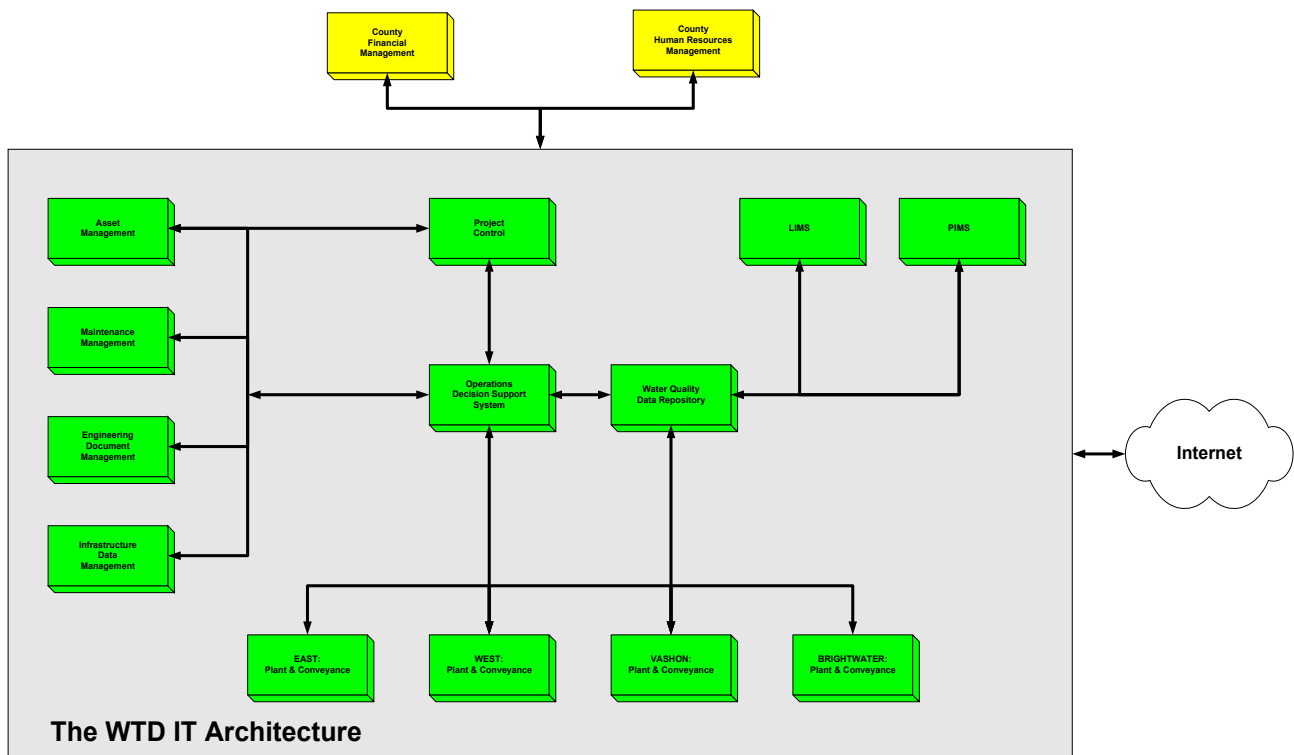 County
Financial
Management
County
Human Resources
Management
Asset
Management
Project
Control
LIMS
PIMS
Maintenance
Management
Operations
Decision Support
System
Water Quality
Data Repository
Engineering
Document
Management
Internet
Infrastructure
Data
Management
EAST:
Plant & Conveyance
WEST:
Plant & Conveyance
VASHON:
Plant & Conveyance
BRIGHTWATER:
Plant & Conveyance
The WTD IT Architecture